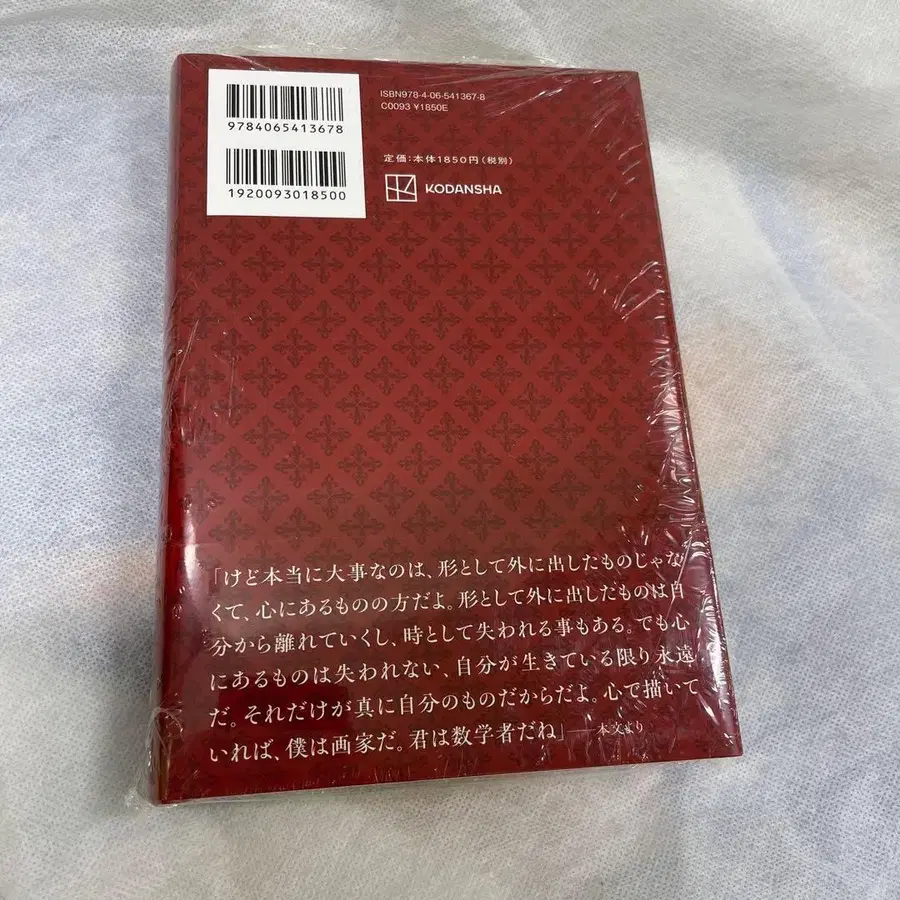 ISBN978-4-06-541367-8
C0093 ¥1850E
9784065413678
定価：本体1850円（税別）
1920093018500
KODANSHA
「けど本当に大事なのは、形として外に出したものじゃな
くて、心にあるものの方だよ。形として外に出したものは自
分から離れていくし、時として失われる事もある。でも心
にあるものは失われない、自分が生きている限り永遠
だ。それだけが真に自分のものだからだよ。心で描いて
いれば、僕は画家だ。君は数学者だね」――本文より